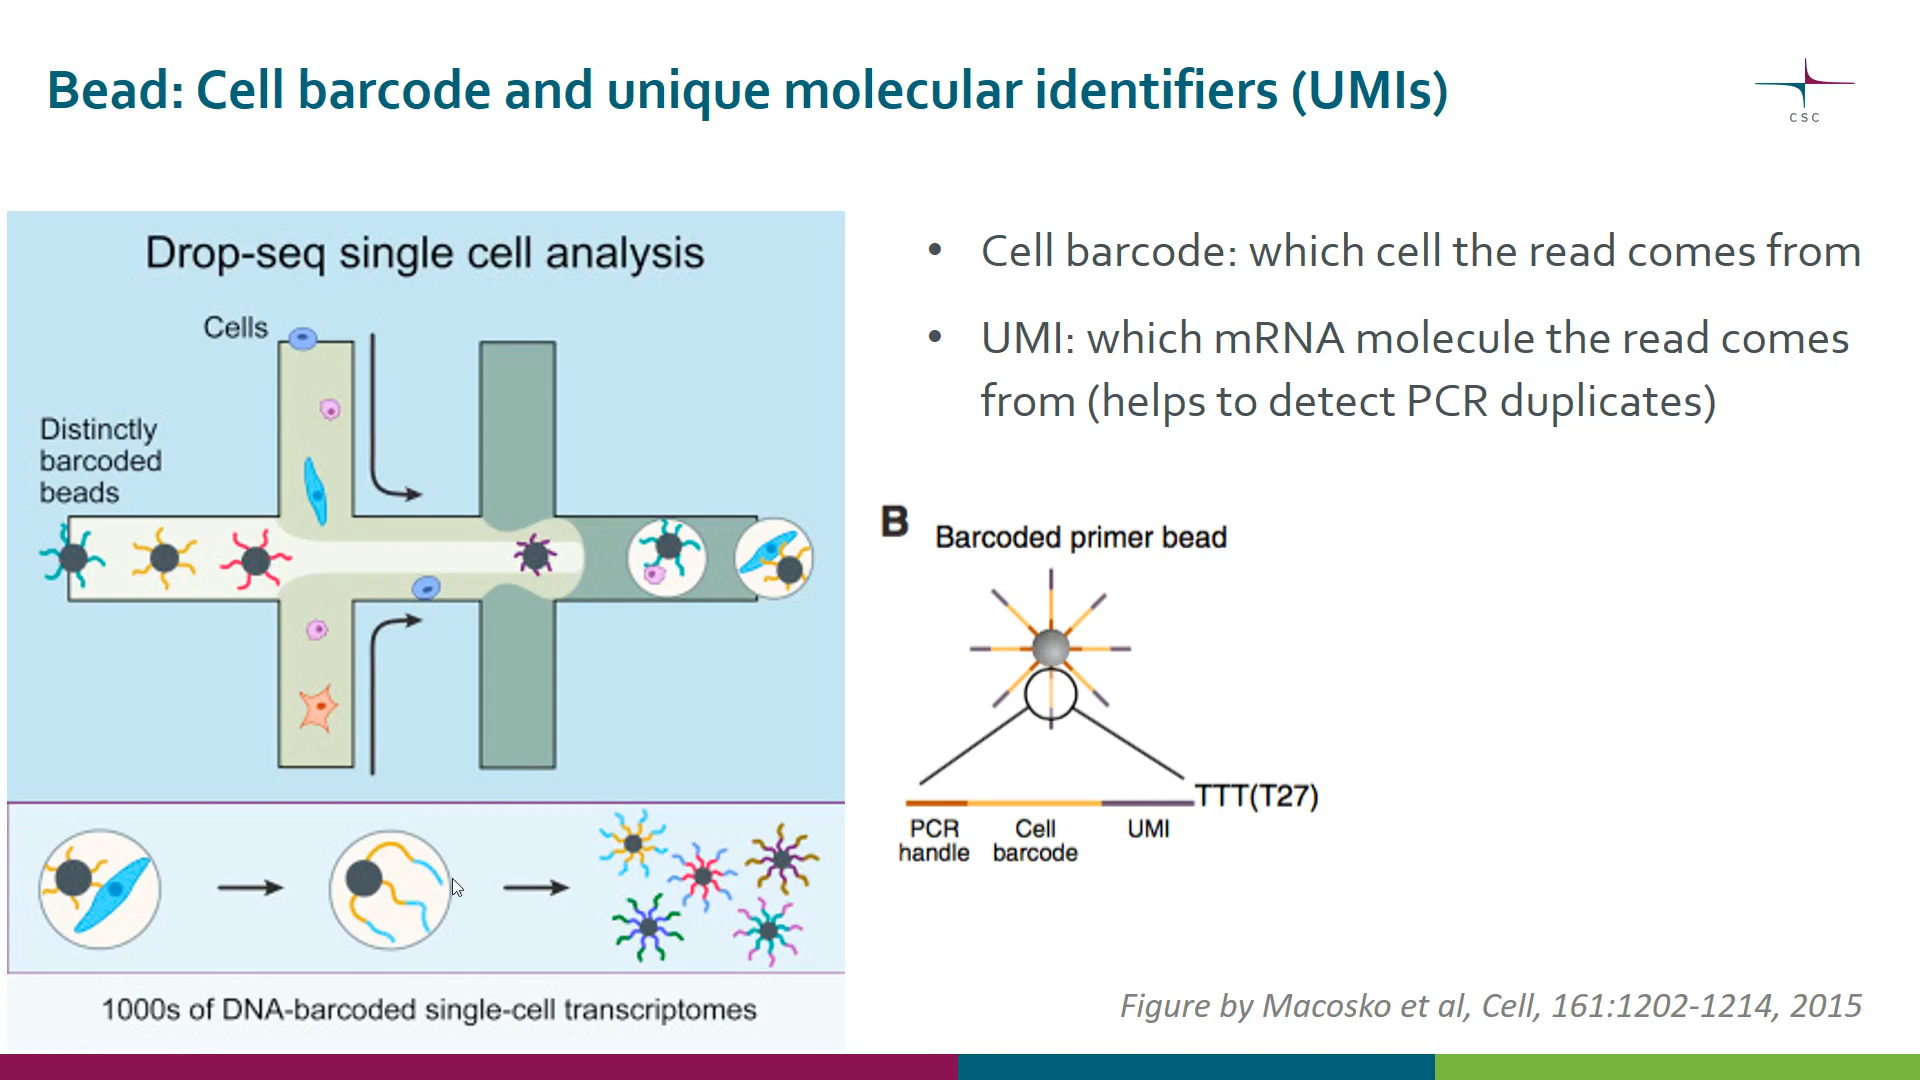 Bead: Cell barcode and unique molecular identifiers (UMIs)
CSC
Drop-seq single cell analysis
Cells
Distinctly
barcoded
beads
1000s of DNA-barcoded single-cell transcriptomes
• Cell barcode: which cell the read comes from
• UMI: which mRNA molecule the read comes
from (helps to detect PCR duplicates)
B
Barcoded primer bead
TTT(T27)
PCR
handle
Cell
barcode
UMI
Figure by Macosko et al, Cell, 161:1202-1214, 2015